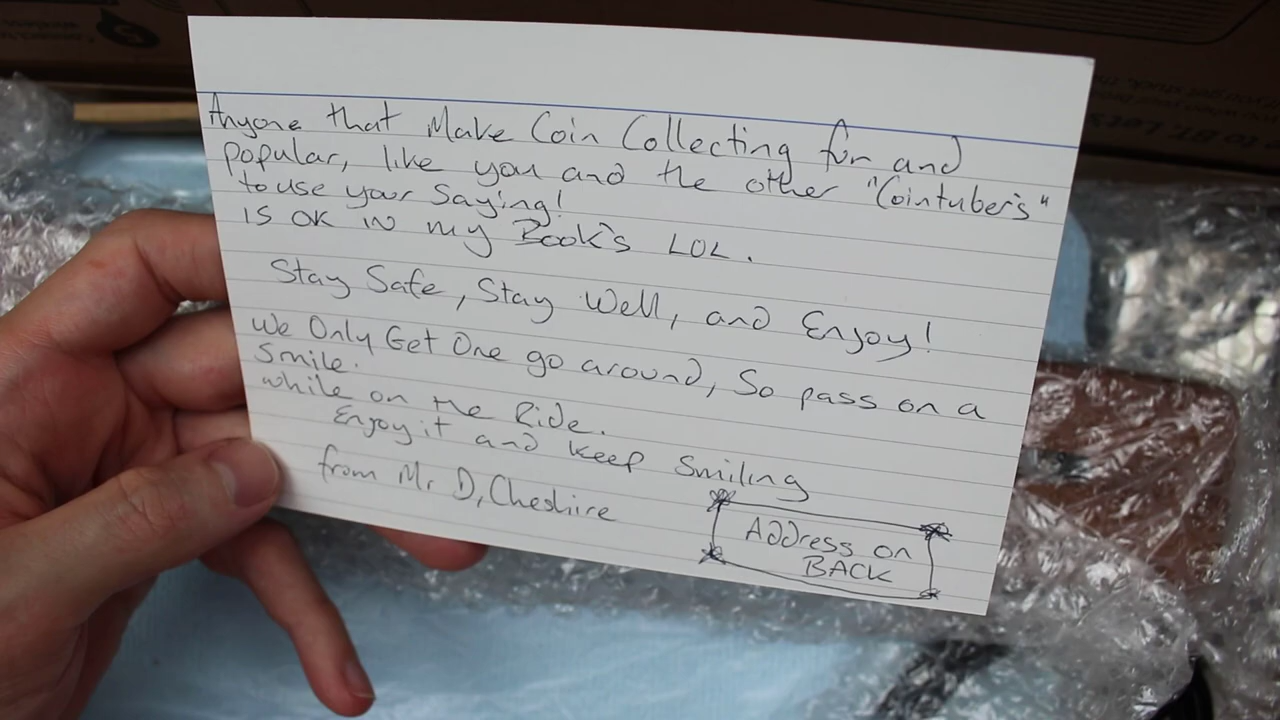 Anyone that Make Coin Collecting fun and
popular, like you and the other "Cointuber's"
to use your Saying!
IS OK IN my Book's LOL.
Stay Safe, Stay Well, and Enjoy!
We Only Get One go around, So pass on a
Smile.
while on the Ride.
Enjoy it and keep Smiling
from Mr D, Cheshire
Address on
BACK